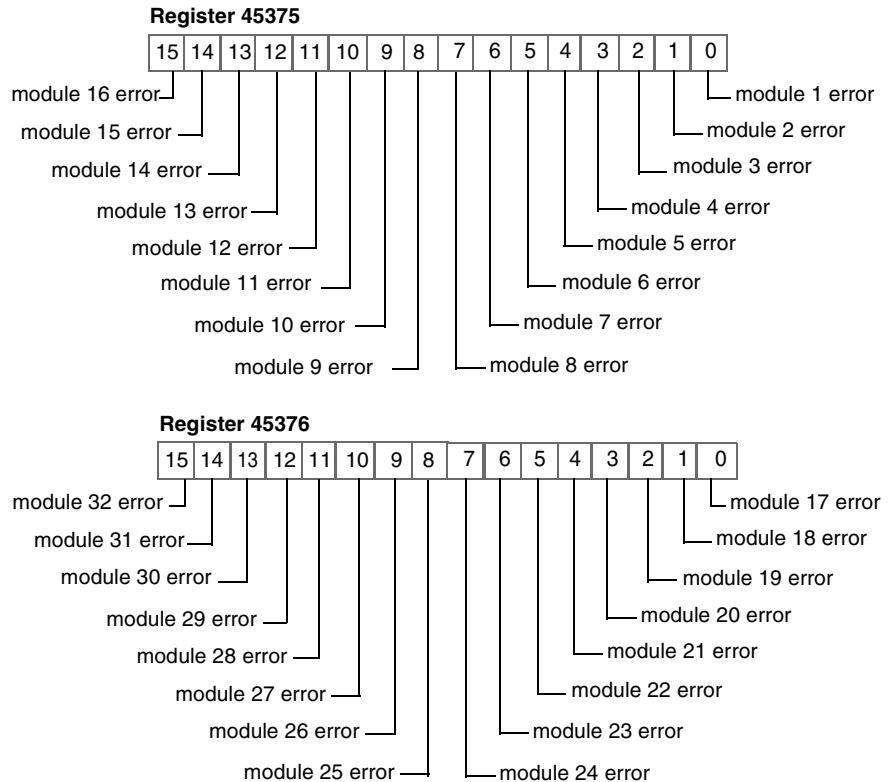 Register 45375
15 14 13 12 11 10 9 8 7 6 5 4 3 2 1 0
module 16 error
module 1 error
module 15 error
module 2 error
module 14 error
module 3 error
module 13 error
module 4 error
module 12 error
module 5 error
module 11 error
module 6 error
module 10 error
module 7 error
module 9 error
module 8 error
Register 45376
15 14 13 12 11 10 9 8 7 6 5 4 3 2 1 0
module 32 error
module 17 error
module 31 error
module 18 error
module 30 error
module 19 error
module 29 error
module 20 error
module 28 error
module 21 error
module 27 error
module 22 error
module 26 error
module 23 error
module 25 error
module 24 error